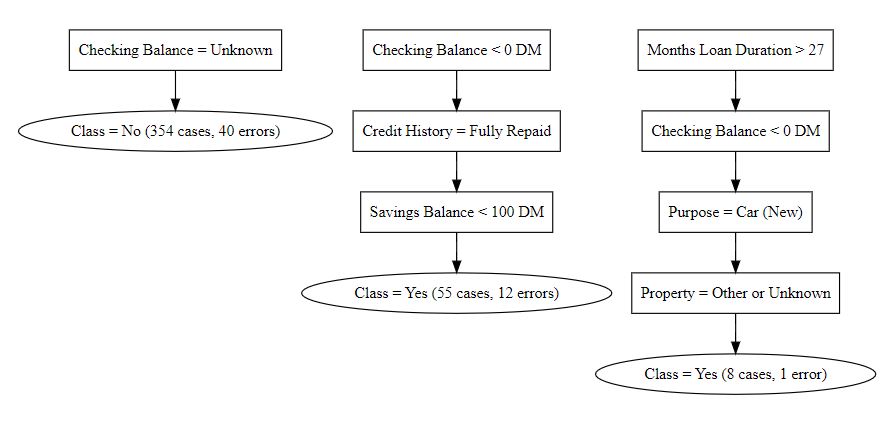 Checking Balance = Unknown
Class = No (354 cases, 40 errors)
Checking Balance < 0 DM
Credit History = Fully Repaid
Savings Balance < 100 DM
Class = Yes (55 cases, 12 errors)
Months Loan Duration > 27
Checking Balance < 0 DM
Purpose = Car (New)
Property = Other or Unknown
Class = Yes (8 cases, 1 error)